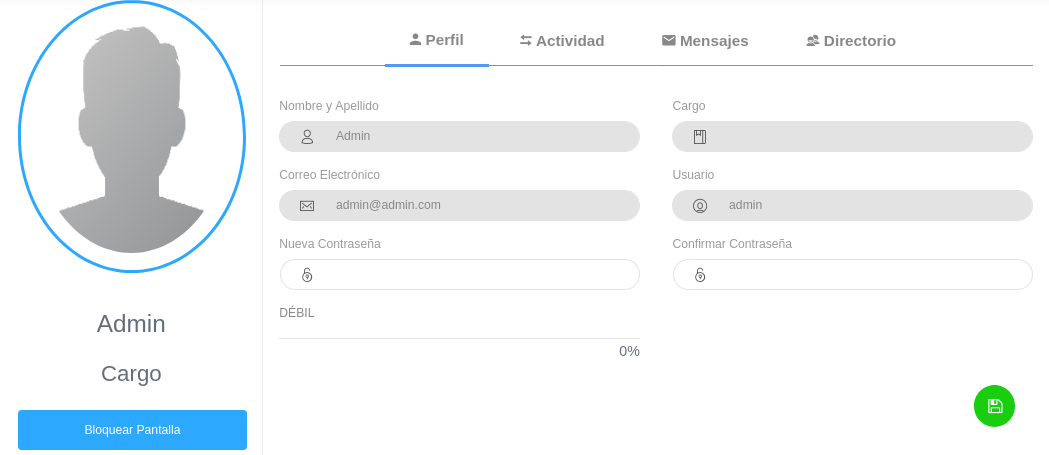 Perfil Actividad Mensajes Directorio
Nombre y Apellido Cargo
Admin
Correo Electrónico Usuario
admin@admin.com admin
Nueva Contraseña Confirmar Contraseña
DÉBIL
0%
Admin
Cargo
Bloquear Pantalla